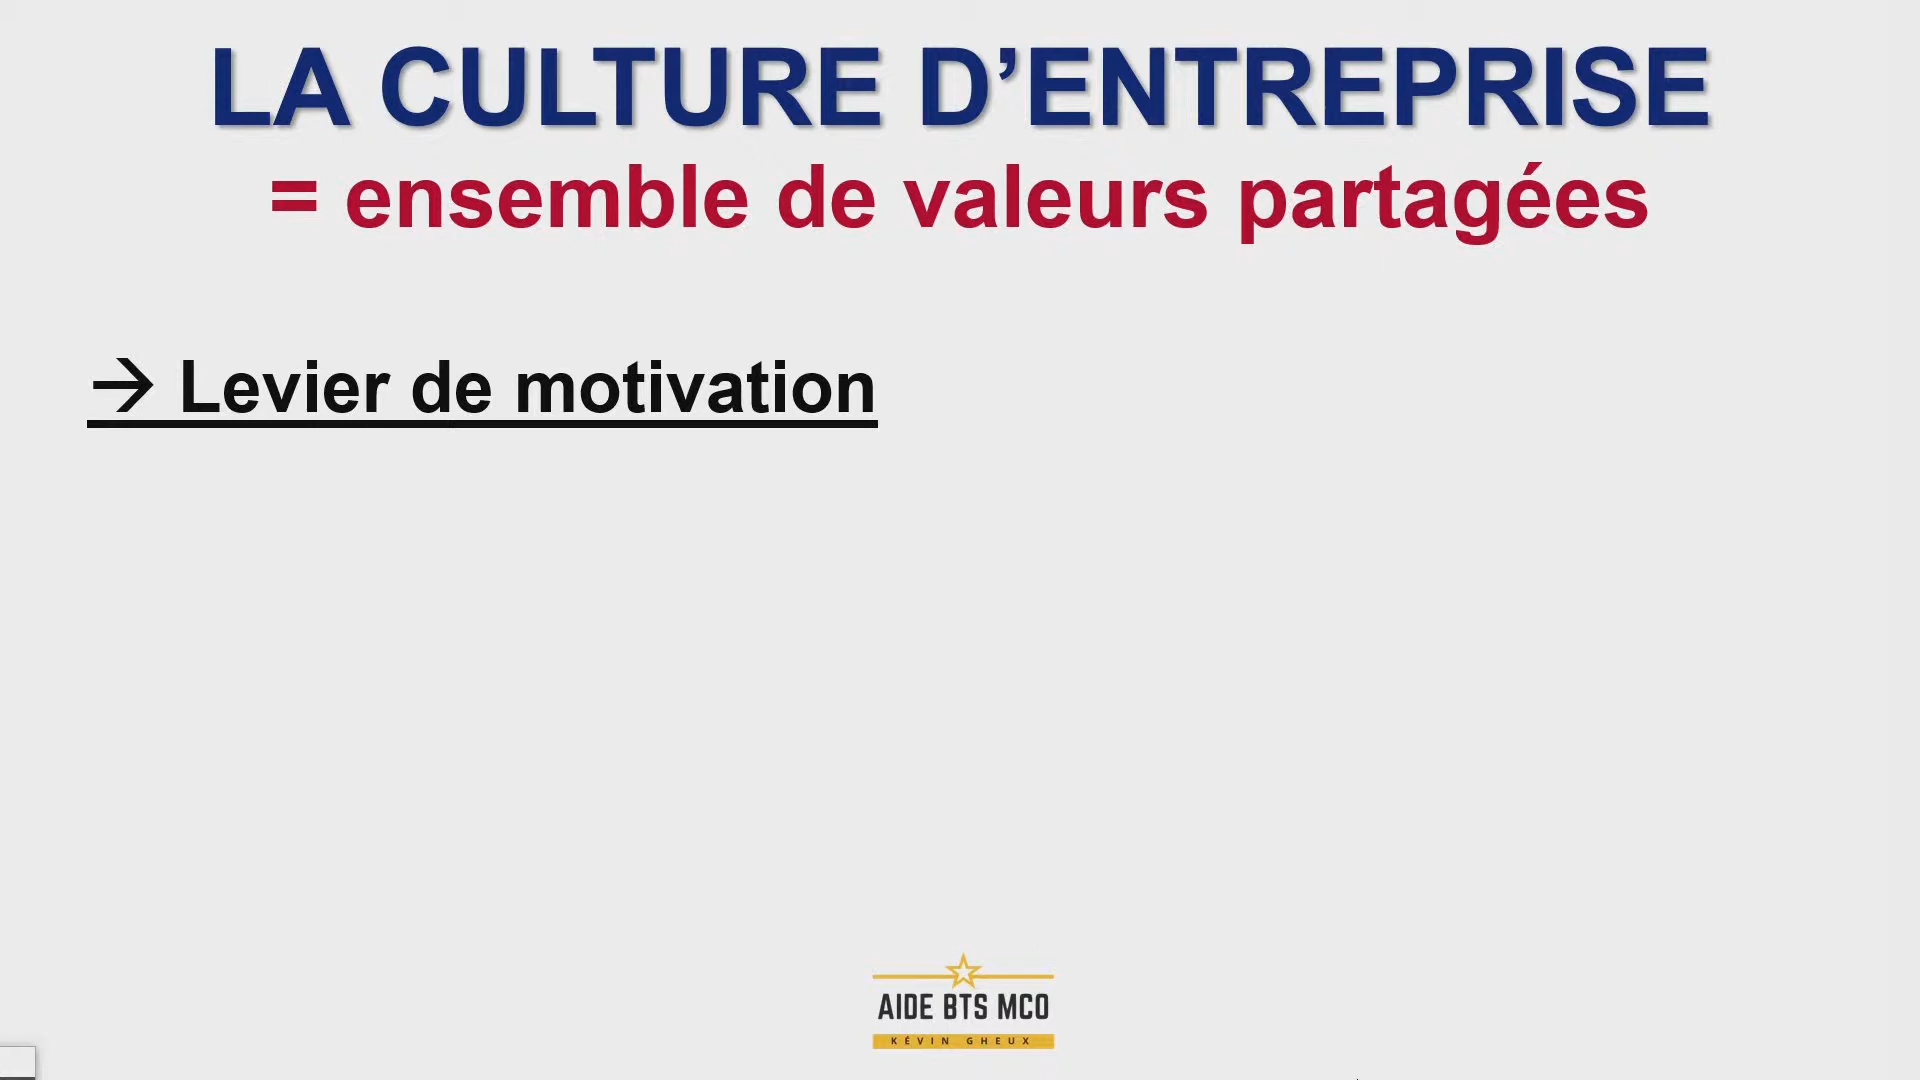 LA CULTURE D’ENTREPRISE
= ensemble de valeurs partagées
→ Levier de motivation
AIDE BTS MCO
KÉVIN GHEUX